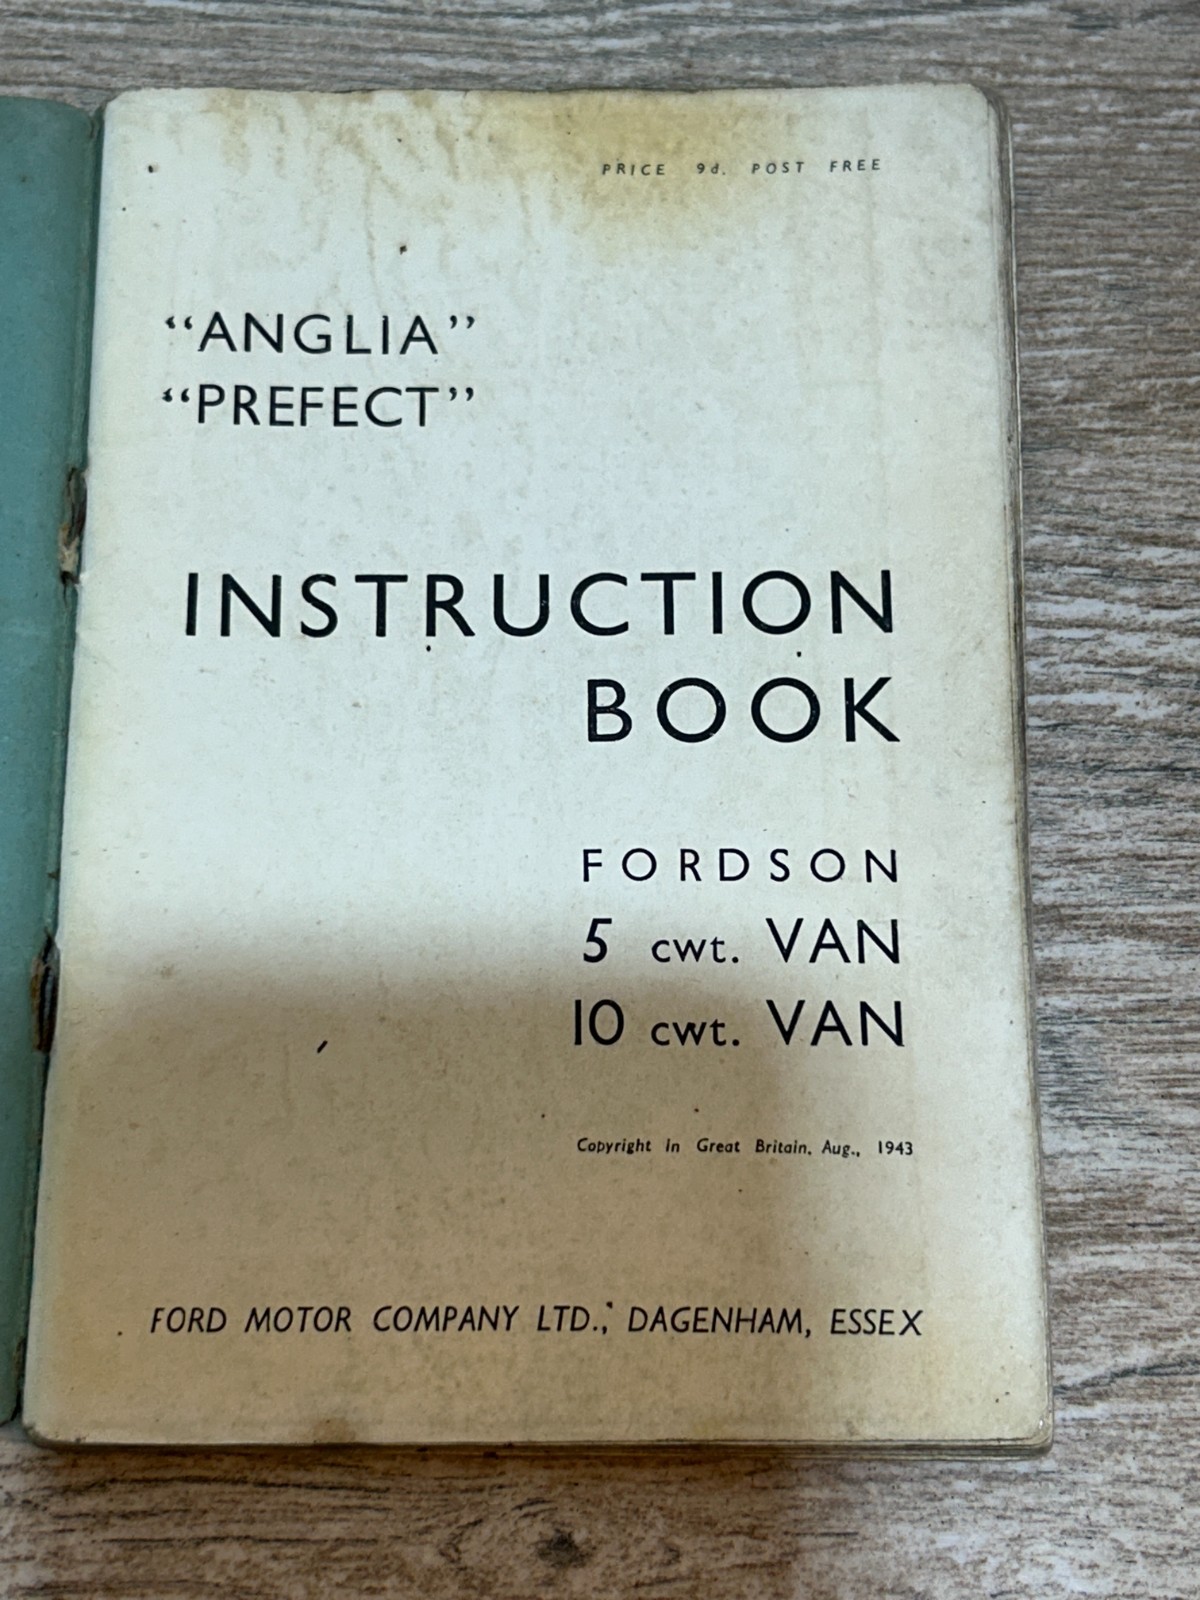 PRICE 9d. POST FREE
“ANGLIA”
“PREFECT”
INSTRUCTION
BOOK
FORDSON
5 cwt. VAN
10 cwt. VAN
Copyright in Great Britain, Aug., 1943
FORD MOTOR COMPANY LTD., DAGENHAM, ESSEX